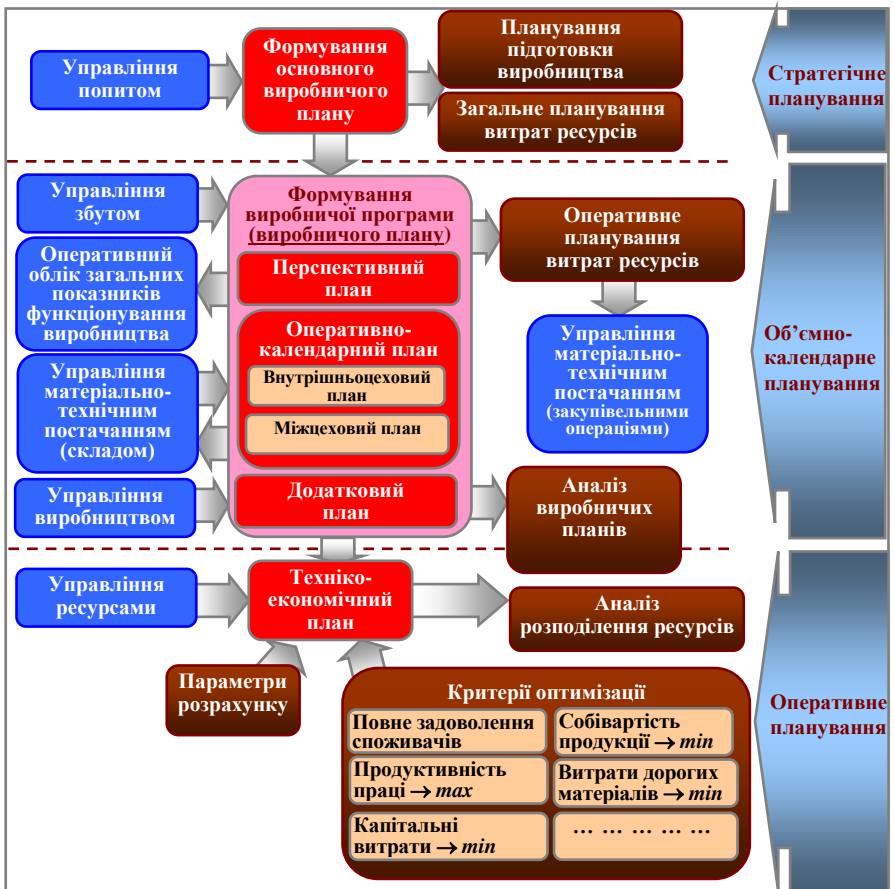 Управління
попитом
Формування
основного
виробничого
плану
Планування
підготовки
виробництва
Загальне планування
витрат ресурсів
Стратегічне
планування
Управління
збутом
Оперативний
облік загальних
показників
функціонування
виробництва
Управління
матеріально-
технічним
постачанням
(складом)
Управління
виробництвом
Формування
виробничої програми
(виробничого плану)
Перспективний
план
Оперативно-
календарний план
Внутрішньоцеховий
план
Міжцеховий план
Додатковий
план
Оперативне
планування
витрат ресурсів
Управління
матеріально-
технічним
постачанням
(закупівельними
операціями)
Аналіз
виробничих
планів
Об’ємно-
календарне
планування
Управління
ресурсами
Техніко-
економічний
план
Аналіз
розподілення ресурсів
Параметри
розрахунку
Критерії оптимізації
Повне задоволення
споживачів
Собівартість
продукції → min
Продуктивність
праці → max
Витрати дорогих
матеріалів → min
Капітальні
витрати → min
… … … … …
Оперативне
планування